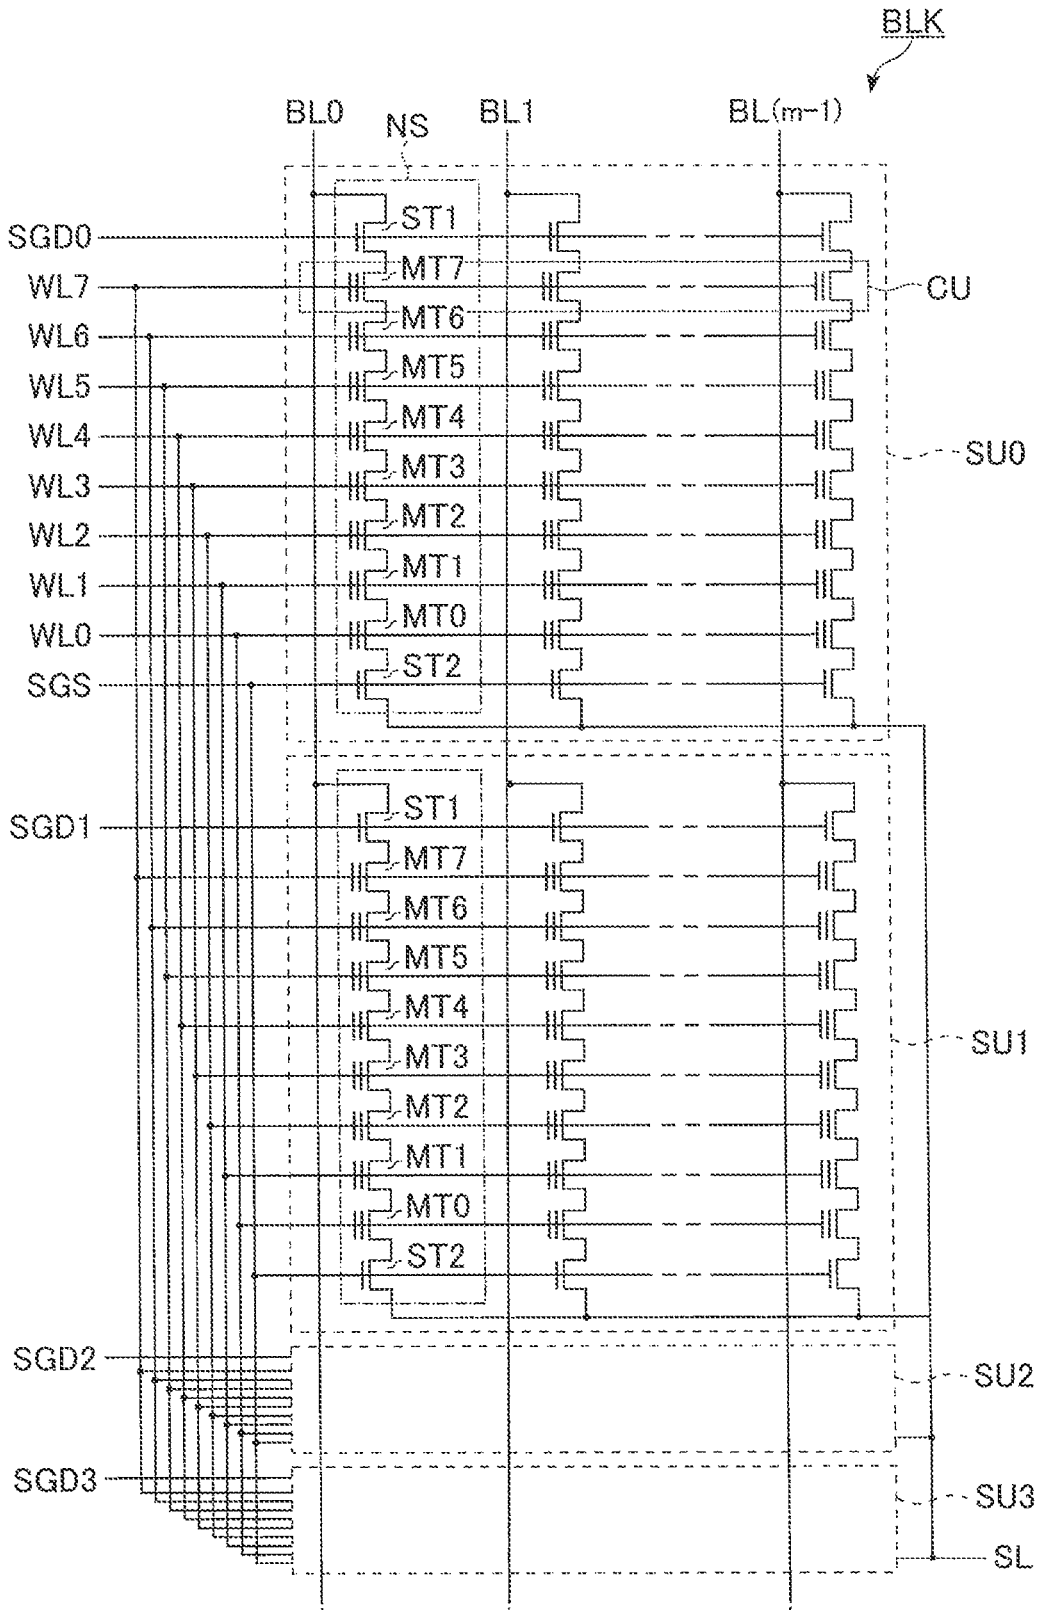 BLK
BL0 NS BL1 BL(m-1)
SGD0 ST1
WL7 MT7 CU
WL6 MT6
WL5 MT5
WL4 MT4
SU0
WL3 MT3
WL2 MT2
WL1 MT1
WL0 MT0
SGS ST2
SGD1 ST1
MT7
MT6
MT5
MT4
SU1
MT3
MT2
MT1
MT0
ST2
SGD2 SU2
SGD3 SU3
SL